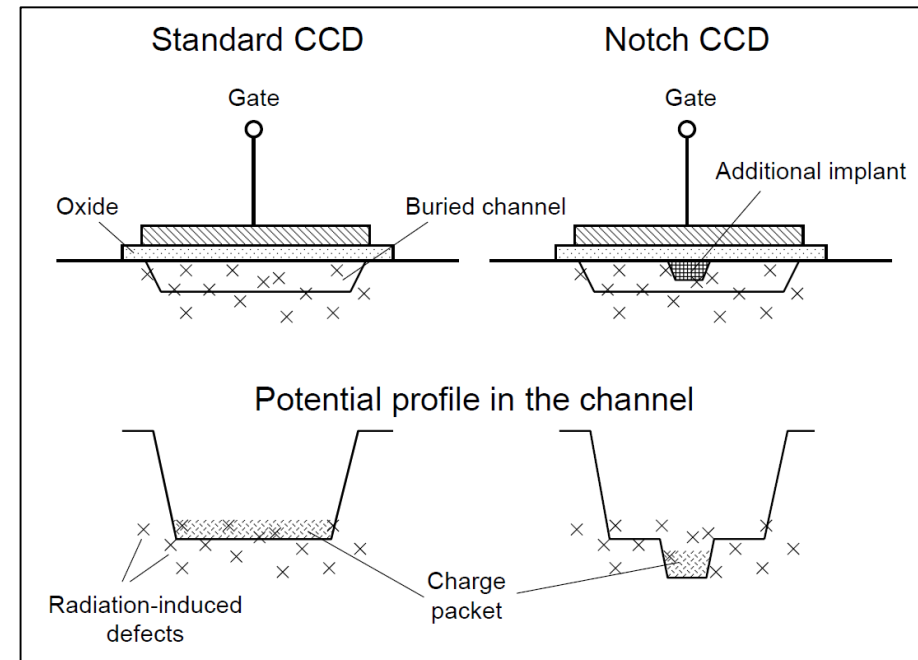 Standard CCD
Notch CCD
Gate
Gate
Additional implant
Oxide
Buried channel
Potential profile in the channel
Radiation-induced
defects
Charge
packet